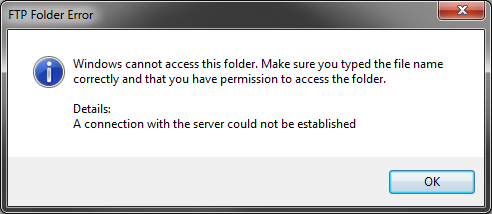 FTP Folder Error
Windows cannot access this folder. Make sure you typed the file name
correctly and that you have permission to access the folder.
Details:
A connection with the server could not be established
OK